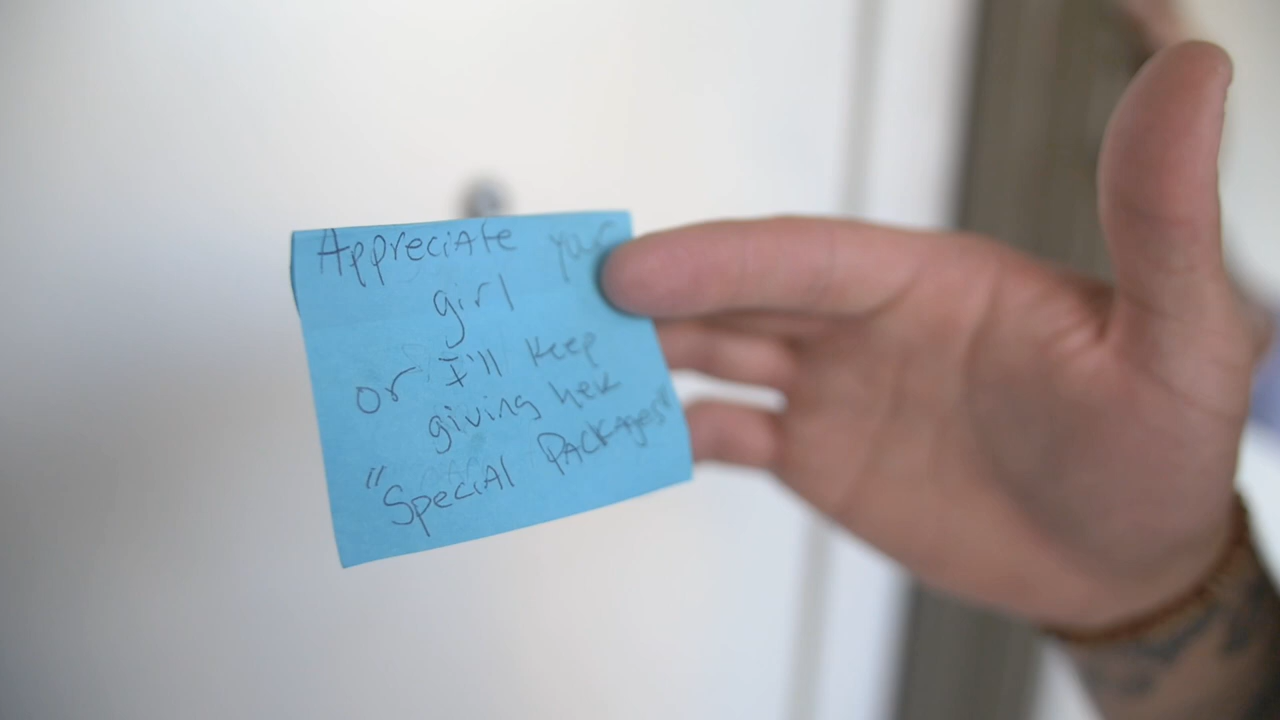 Appreciate your
girl
or I'll keep
giving her
"Special Packages"